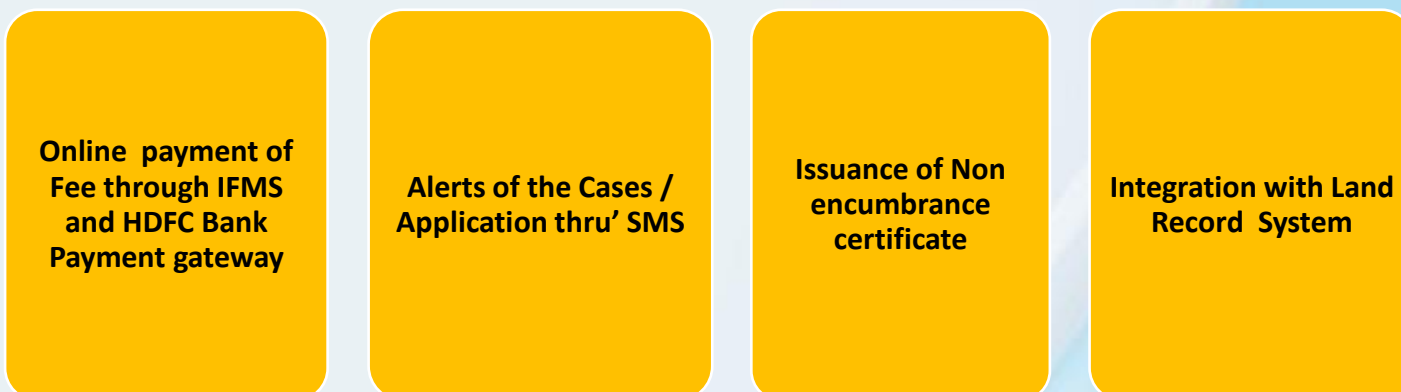 Online payment of
Fee through IFMS
and HDFC Bank
Payment gateway
Alerts of the Cases /
Application thru’ SMS
Issuance of Non
encumbrance
certificate
Integration with Land
Record System